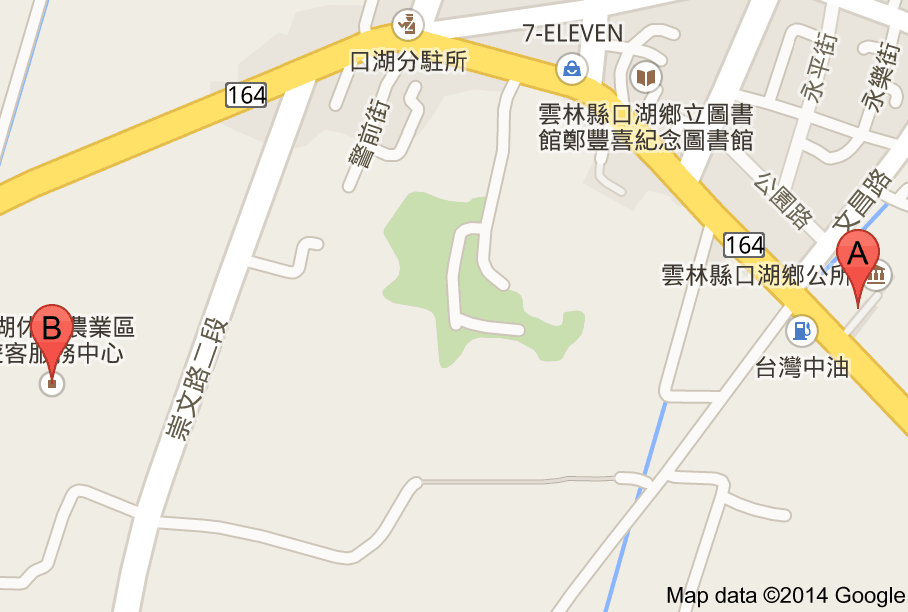 7-ELEVEN
口湖分駐所
164
警前街
雲林縣口湖鄉立圖書
館鄭豐喜紀念圖書館
永平街
永樂街
公園路
文昌路
164
雲林縣口湖鄉公所
A
台灣中油
B
湖休
農業區
客服務中心
崇文路二段
Map data ©2014 Google